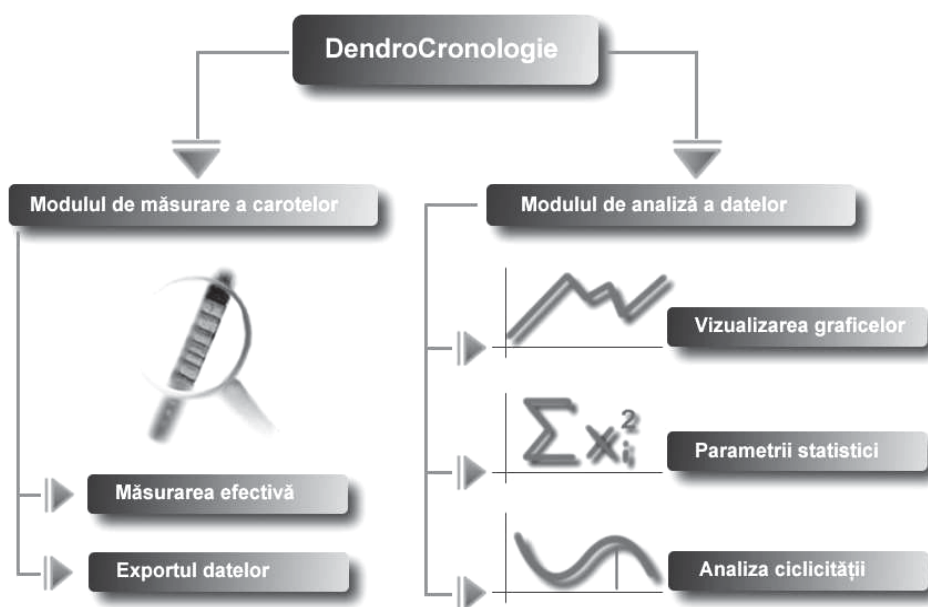 DendroCronologie
Modulul de măsurare a carotelor
Modulul de analiză a datelor
Vizualizarea graficelor
Σx²ᵢⱼ
Parametrii statistici
Măsurarea efectivă
Analiza ciclicității
Exportul datelor